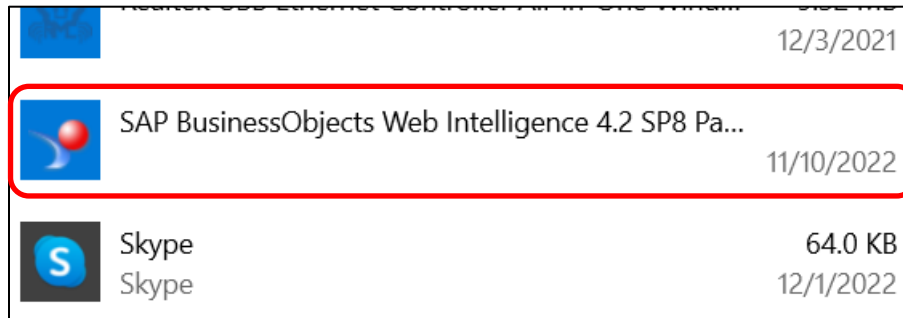 12/3/2021
SAP BusinessObjects Web Intelligence 4.2 SP8 Pa...
11/10/2022
Skype 64.0 KB
Skype 12/1/2022